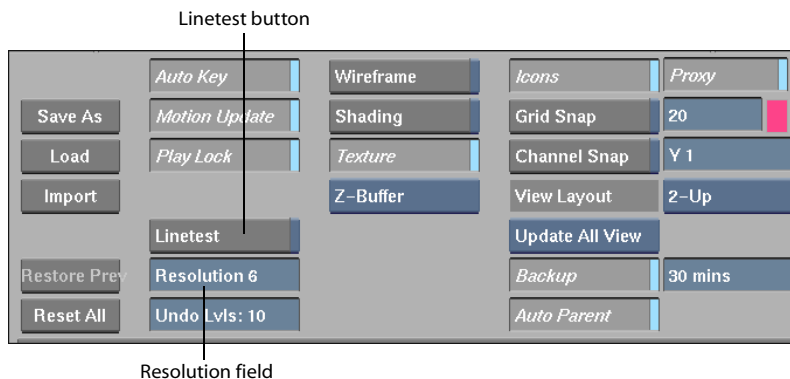 Linetest button
Auto Key Wireframe Icons Proxy
Save As Motion Update Shading Grid Snap 20
Load Play Lock Texture Channel Snap Y 1
Import Z-Buffer View Layout 2-Up
Linetest Update All View
Restore Prev Resolution 6 Backup 30 mins
Reset All Undo Lvls: 10 Auto Parent
Resolution field